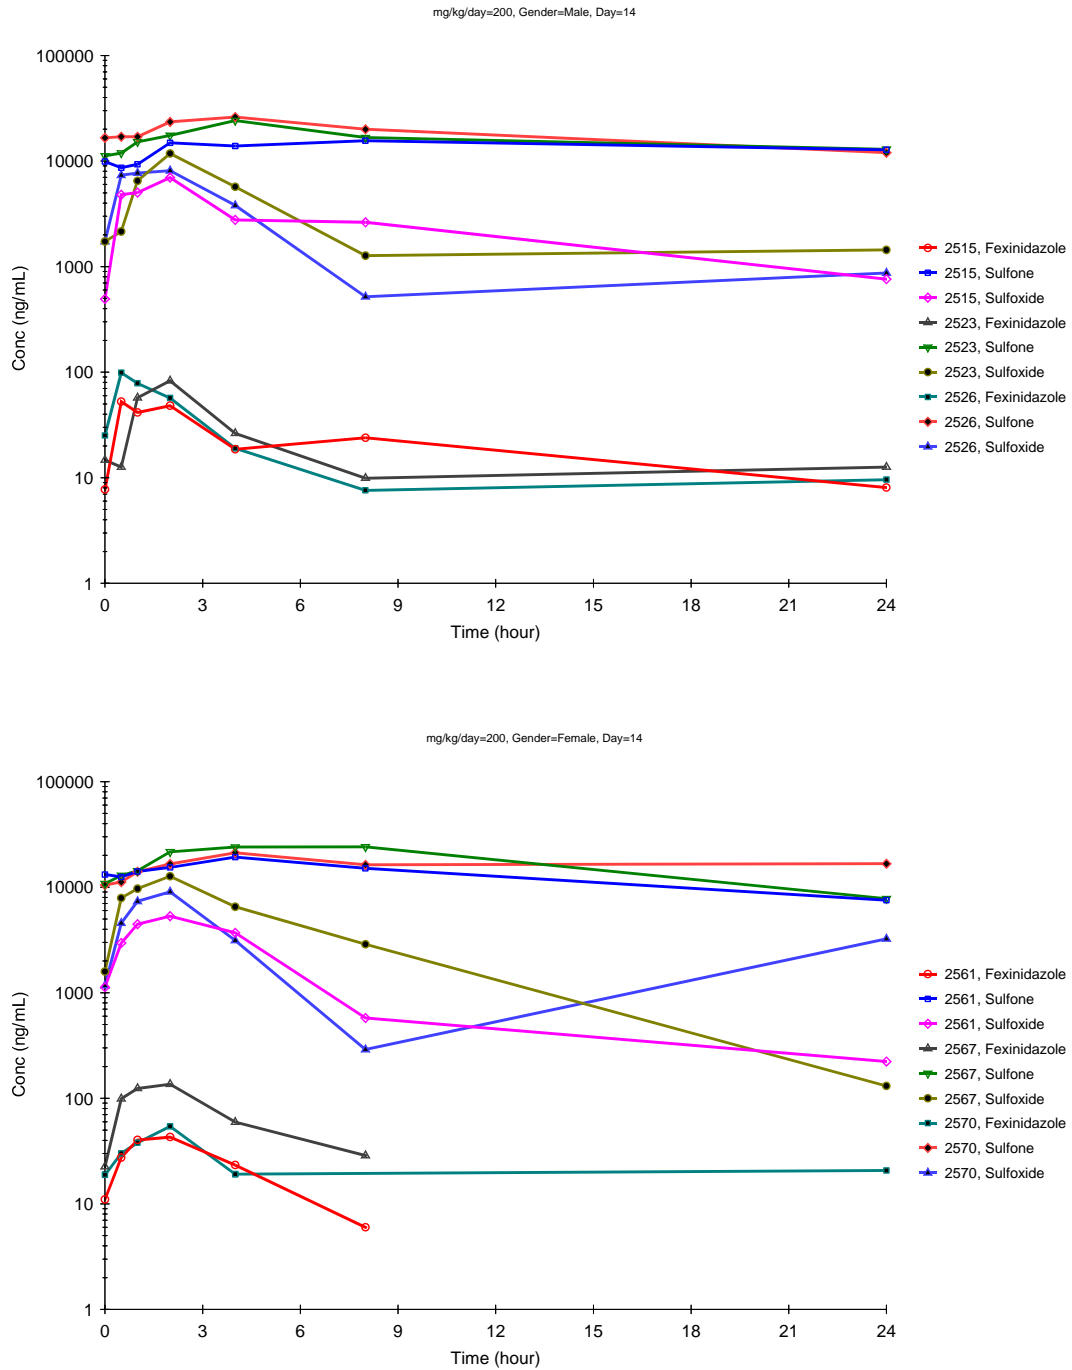 mg/kg/day=200, Gender=Male, Day=14
100000
10000
1000
100
10
1
Conc (ng/mL)
0 3 6 9 12 15 18 21 24
Time (hour)
2515, Fexinidazole
2515, Sulfone
2515, Sulfoxide
2523, Fexinidazole
2523, Sulfone
2523, Sulfoxide
2526, Fexinidazole
2526, Sulfone
2526, Sulfoxide
mg/kg/day=200, Gender=Female, Day=14
100000
10000
1000
100
10
1
Conc (ng/mL)
0 3 6 9 12 15 18 21 24
Time (hour)
2561, Fexinidazole
2561, Sulfone
2561, Sulfoxide
2567, Fexinidazole
2567, Sulfone
2567, Sulfoxide
2570, Fexinidazole
2570, Sulfone
2570, Sulfoxide